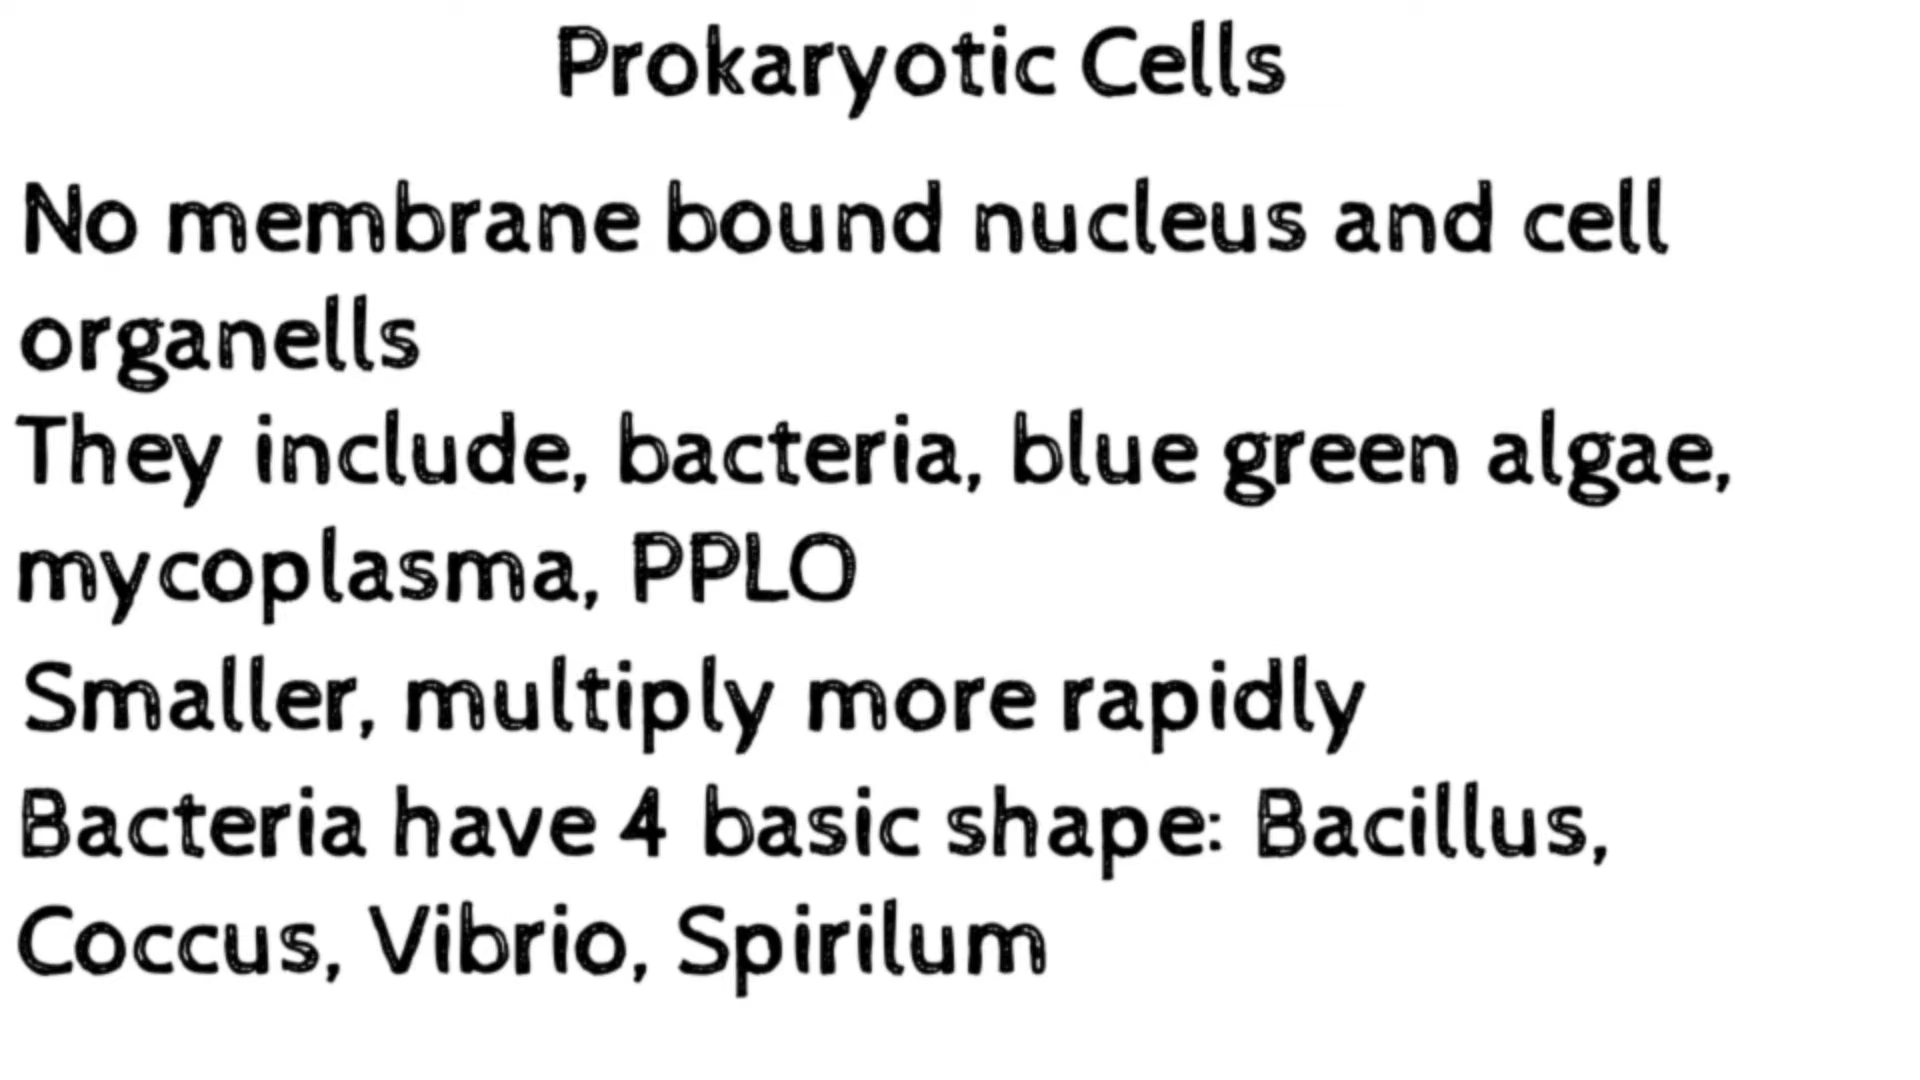 Prokaryotic Cells
No membrane bound nucleus and cell
organells
They include, bacteria, blue green algae,
mycoplasma, PPLO
Smaller, multiply more rapidly
Bacteria have 4 basic shape: Bacillus,
Coccus, Vibrio, Spirilum